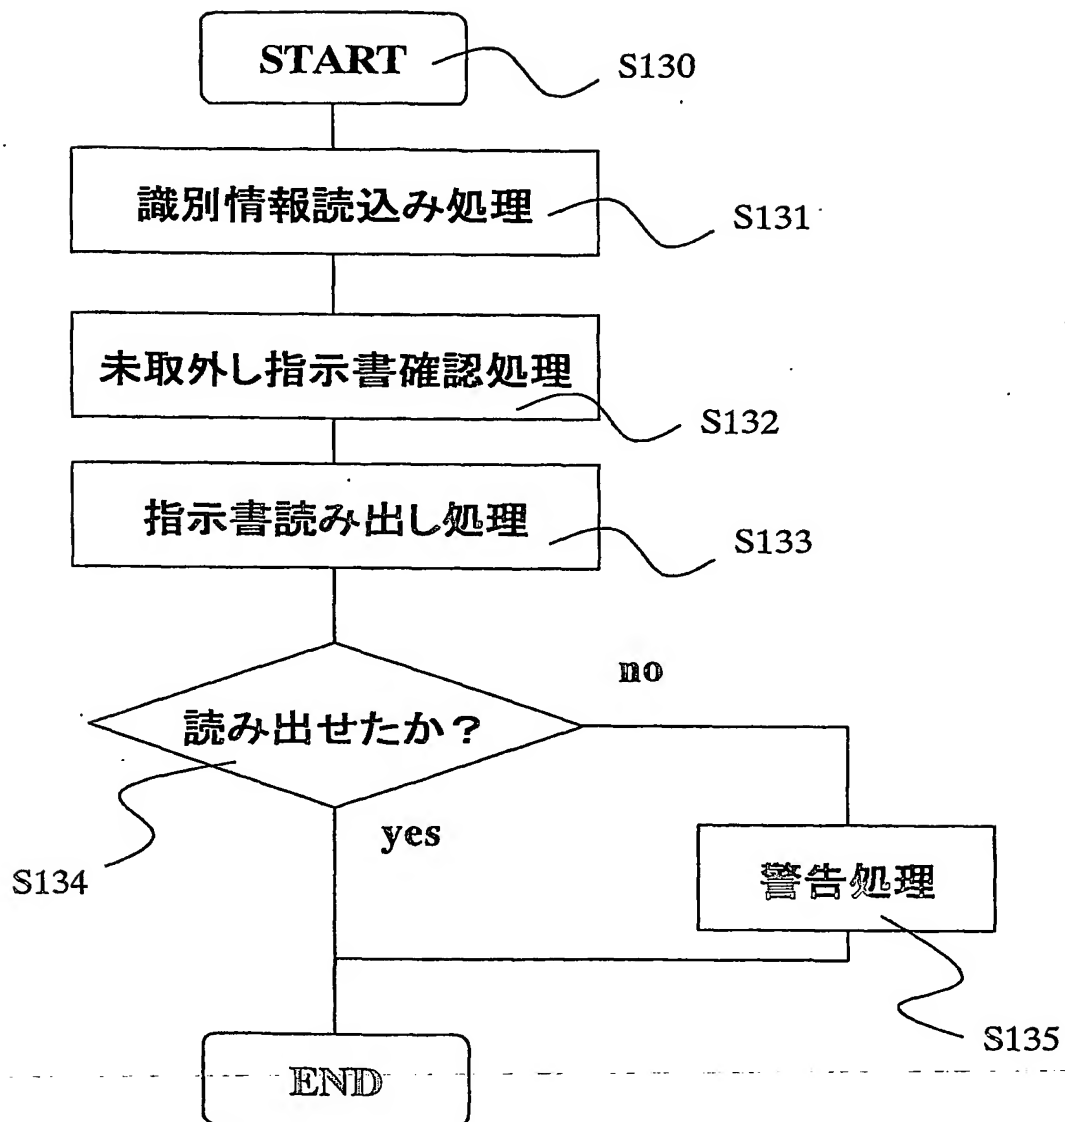 START
S130
識別情報読込み処理
S131
未取外し指示書確認処理
S132
指示書読み出し処理
S133
no
読み出せたか？
yes
S134
警告処理
S135
END